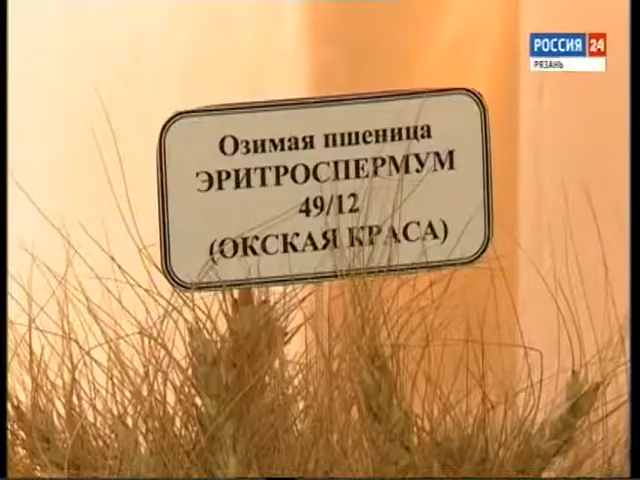 РОССИЯ 24
РЯЗАНЬ
Озимая пшеница
ЭРИТРОСПЕРМУМ
49/12
(ОКСКАЯ КРАСА)